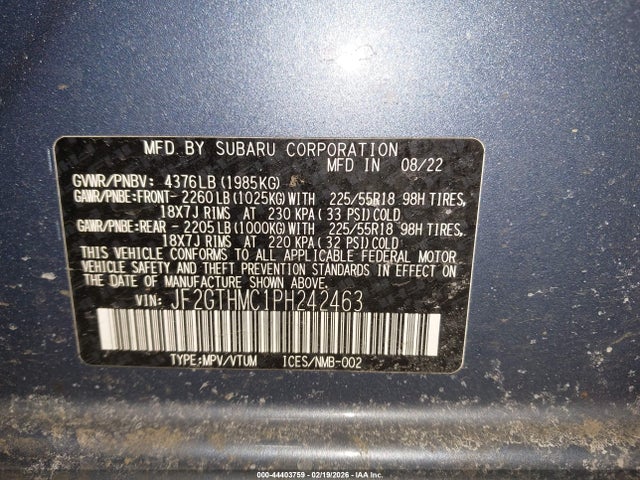 MFD. BY SUBARU CORPORATION
MFD IN 08/22
GVWR/PNBV: 4376LB (1985KG)
GAWR/PNBE:FRONT- 2260LB (1025KG) WITH 225/55R18 98H TIRES,
18X7J RIMS AT 230 KPA (33 PSI) COLD
GAWR/PNBE:REAR - 2205LB (1000KG) WITH 225/55R18 98H TIRES,
18X7J RIMS AT 220 KPA (32 PSI) COLD
THIS VEHICLE CONFORMS TO ALL APPLICABLE FEDERAL MOTOR
VEHICLE SAFETY AND THEFT PREVENTION STANDARDS IN EFFECT ON
THE DATE OF MANUFACTURE SHOWN ABOVE.
VIN: JF2GTHMC1PH242463
TYPE:MPV/VTUM ICES/NMB-002
000-44403759 - 02/19/2026 - IAA Inc.